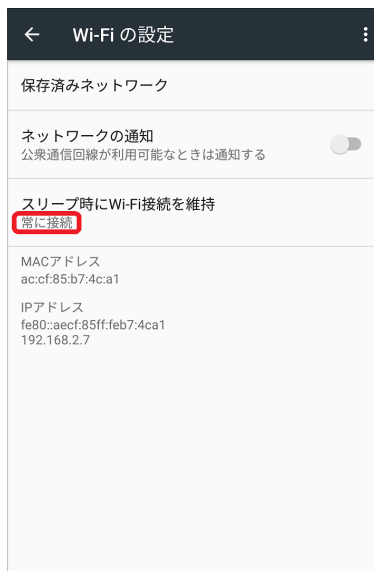 Wi-Fi の設定
保存済みネットワーク
ネットワークの通知
公衆通信回線が利用可能なときは通知する
スリープ時にWi-Fi接続を維持
常に接続
MACアドレス
ac:cf:85:b7:4c:a1
IPアドレス
fe80::aecf:85ff:feb7:4ca1
192.168.2.7